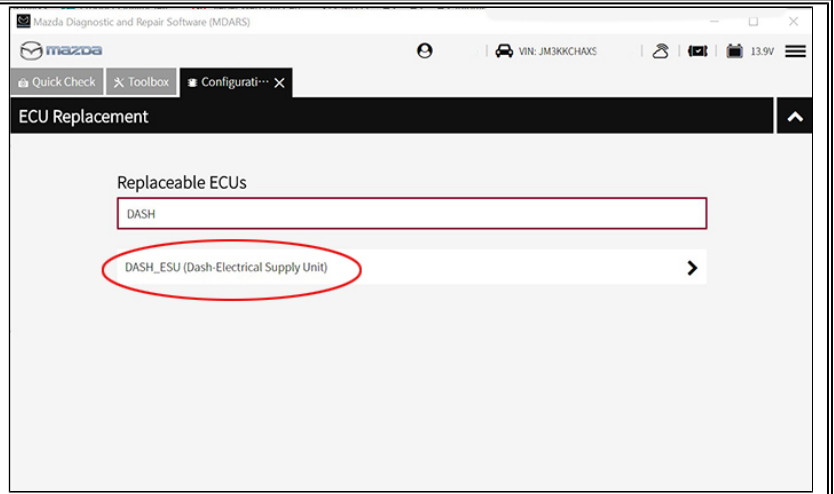 Mazda Diagnostic and Repair Software (MDARS)
mazda VIN: JM3KKCHAXS 13.9V
Quick Check Toolbox Configurati···
ECU Replacement
Replaceable ECUs
DASH
DASH_ESU (Dash-Electrical Supply Unit)